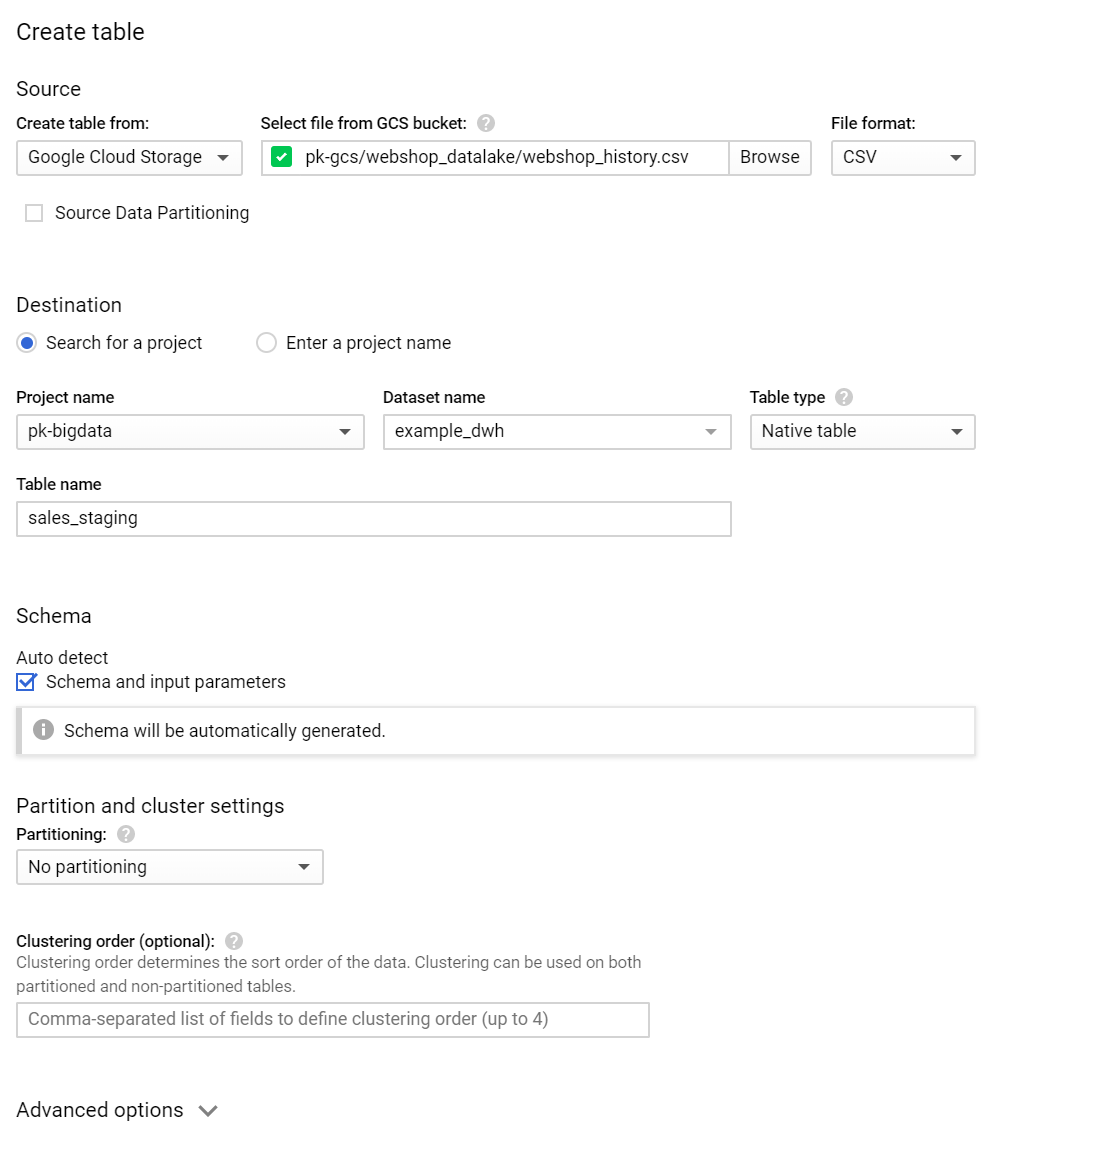 Create table
Source
Create table from: Select file from GCS bucket: ? File format:
Google Cloud Storage pk-gcs/webshop_datalake/webshop_history.csv Browse CSV
Source Data Partitioning
Destination
Search for a project Enter a project name
Project name Dataset name Table type ?
pk-bigdata example_dwh Native table
Table name
sales_staging
Schema
Auto detect
Schema and input parameters
Schema will be automatically generated.
Partition and cluster settings
Partitioning: ?
No partitioning
Clustering order (optional): ?
Clustering order determines the sort order of the data. Clustering can be used on both
partitioned and non-partitioned tables.
Comma-separated list of fields to define clustering order (up to 4)
Advanced options